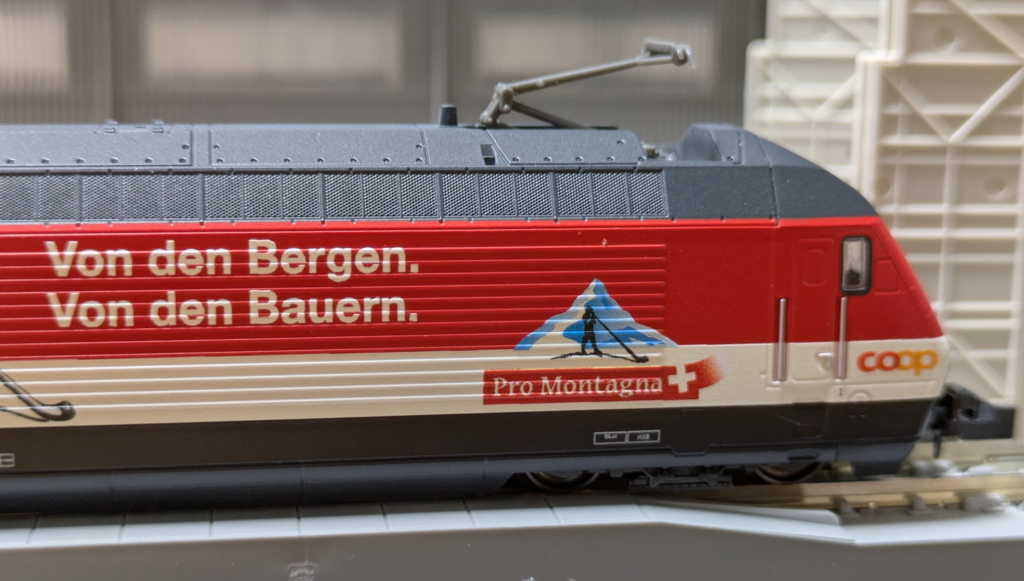 Von den Bergen.
Von den Bauern.
Pro Montagna
coop